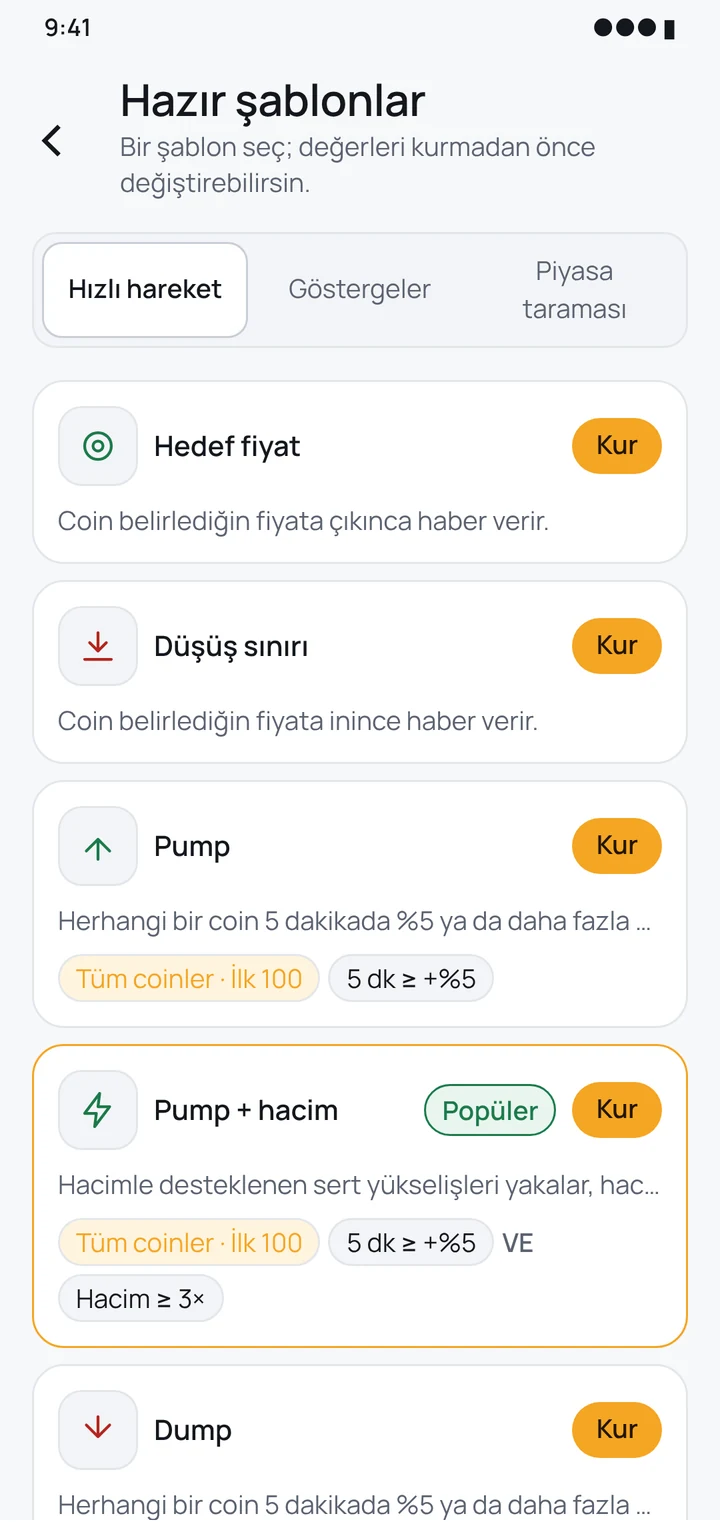 9:41
Hazır şablonlar
Bir şablon seç; değerleri kurmadan önce
değiştirebilirsin.
Hızlı hareket
Göstergeler
Piyasa
taraması
Hedef fiyat
Kur
Coin belirlediğin fiyata çıkınca haber verir.
Düşüş sınırı
Kur
Coin belirlediğin fiyata inince haber verir.
Pump
Kur
Herhangi bir coin 5 dakikada %5 ya da daha fazla ...
Tüm coinler · İlk 100
5 dk ≥ +%5
Pump + hacim
Popüler
Kur
Hacimle desteklenen sert yükselişleri yakalar, hac...
Tüm coinler · İlk 100
5 dk ≥ +%5
VE
Hacim ≥ 3×
Dump
Kur
Herhangi bir coin 5 dakikada %5 ya da daha fazla ...